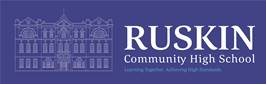 RUSKIN
Community High School
Learning Together, Achieving High Standards